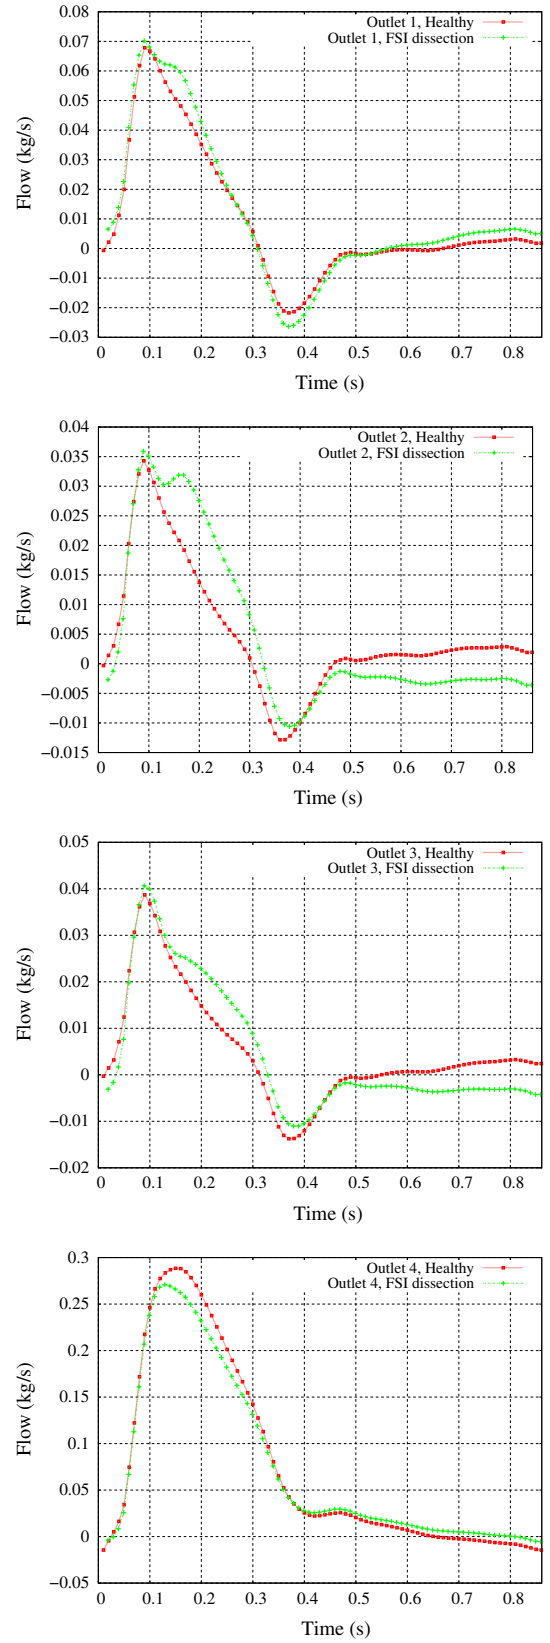 0.08
Outlet 1, Healthy
Outlet 1, FSI dissection
0.07
0.06
0.05
0.04
0.03
0.02
0.01
0
−0.01
−0.02
−0.03
Flow (kg/s)
0 0.1 0.2 0.3 0.4 0.5 0.6 0.7 0.8
Time (s)
0.04
Outlet 2, Healthy
Outlet 2, FSI dissection
0.035
0.03
0.025
0.02
0.015
0.01
0.005
0
−0.005
−0.01
−0.015
Flow (kg/s)
0 0.1 0.2 0.3 0.4 0.5 0.6 0.7 0.8
Time (s)
0.05
Outlet 3, Healthy
Outlet 3, FSI dissection
0.04
0.03
0.02
0.01
0
−0.01
−0.02
Flow (kg/s)
0 0.1 0.2 0.3 0.4 0.5 0.6 0.7 0.8
Time (s)
0.3
Outlet 4, Healthy
Outlet 4, FSI dissection
0.25
0.2
0.15
0.1
0.05
0
−0.05
Flow (kg/s)
0 0.1 0.2 0.3 0.4 0.5 0.6 0.7 0.8
Time (s)